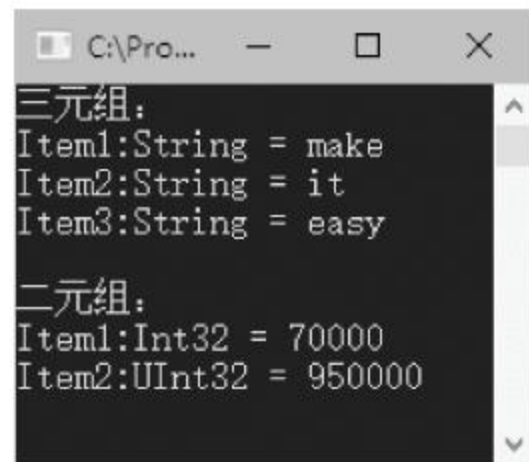 C:\Pro...
三元组：
Item1:String = make
Item2:String = it
Item3:String = easy
二元组：
Item1:Int32 = 70000
Item2:UInt32 = 950000